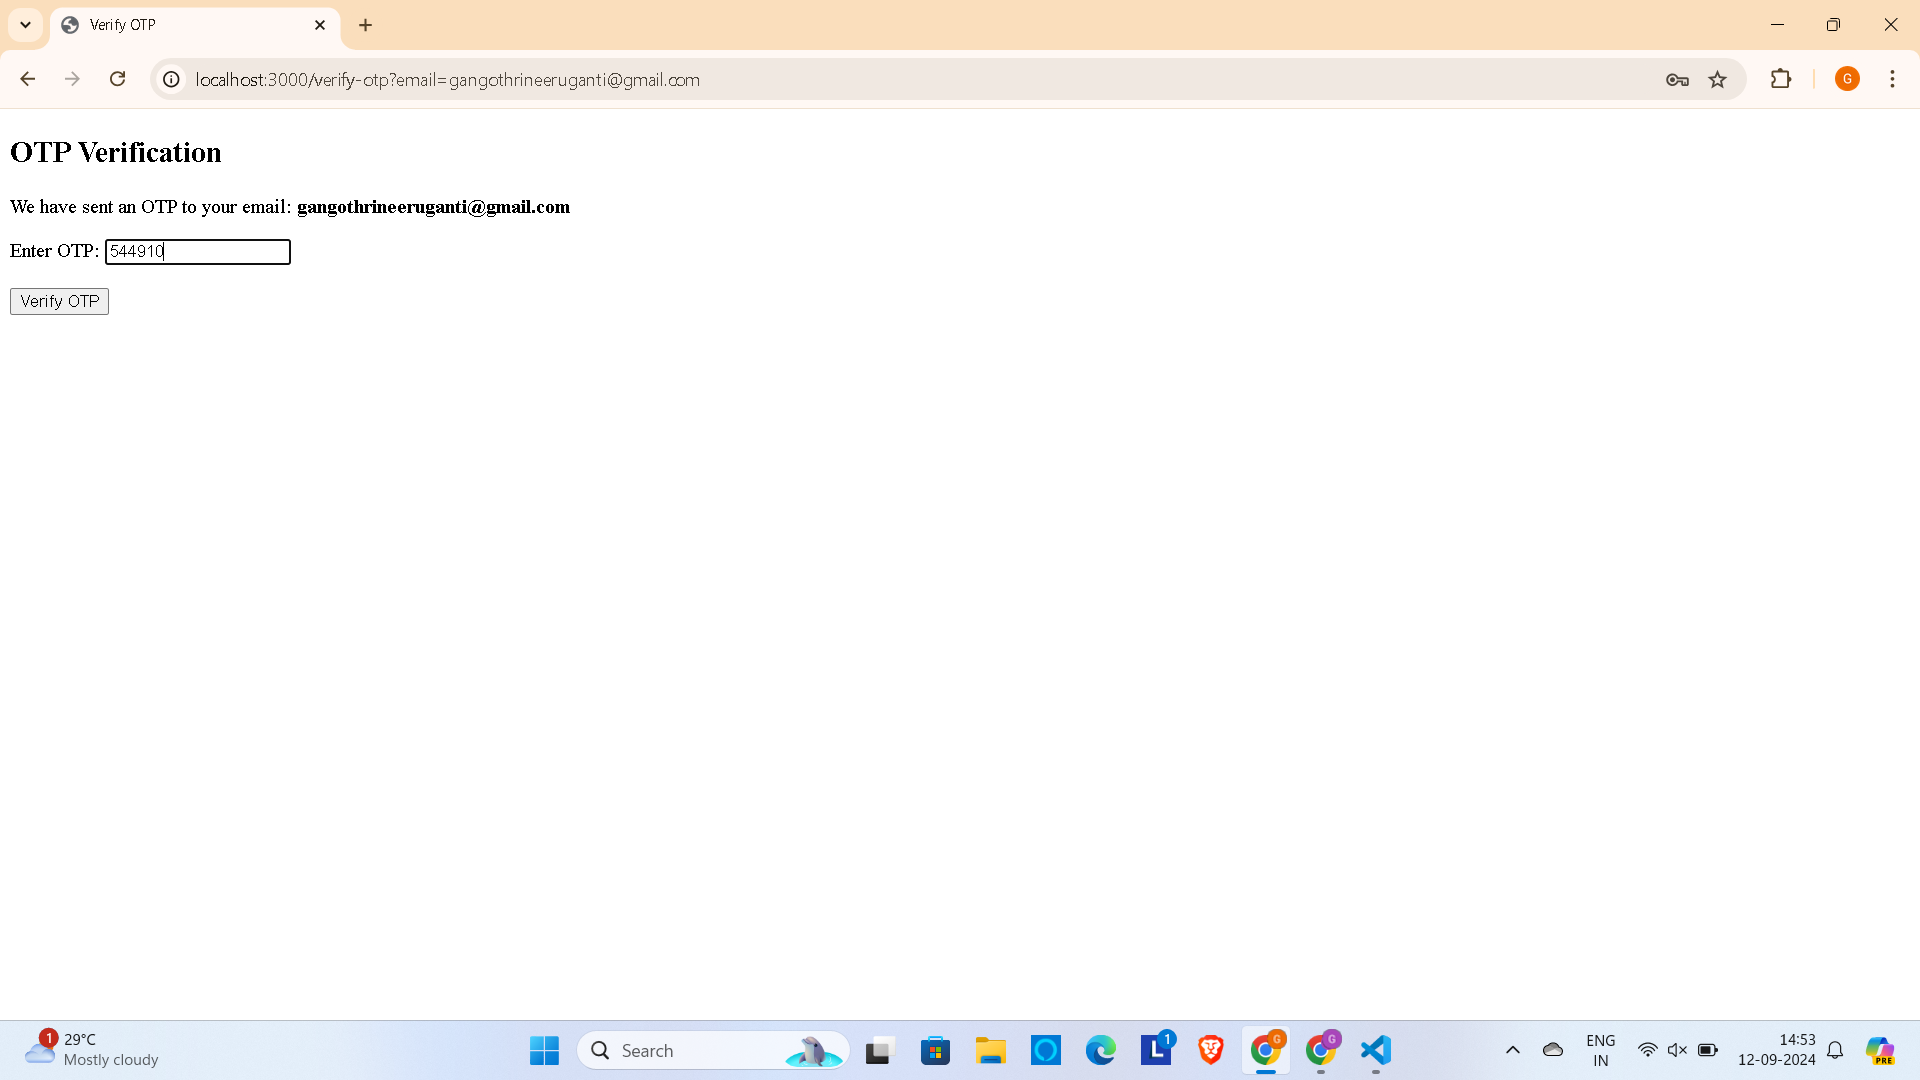 Verify OTP
localhost:3000/verify-otp?email=gangothrineeruganti@gmail.com
G
OTP Verification
We have sent an OTP to your email: gangothrineeruganti@gmail.com
Enter OTP: 544910
Verify OTP
1
29°C
Mostly cloudy
Search
L
1
G
G
ENG
IN
14:53
12-09-2024
PRE